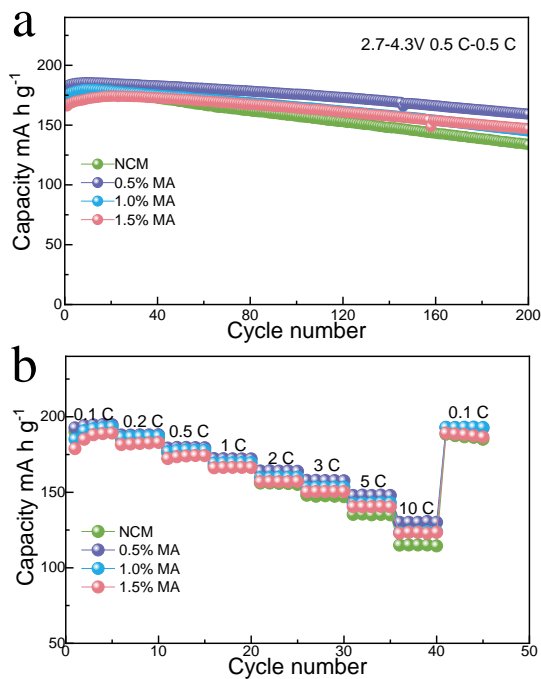 a
2.7-4.3V 0.5 C-0.5 C
Capacity mA h g⁻¹
200
175
150
100
50
0
NCM
0.5% MA
1.0% MA
1.5% MA
0 40 80 120 160 200
Cycle number
b
Capacity mA h g⁻¹
200
150
100
50
0.1 C
0.2 C
0.5 C
1 C
2 C
3 C
5 C
10 C
0.1 C
NCM
0.5% MA
1.0% MA
1.5% MA
0 10 20 30 40 50
Cycle number